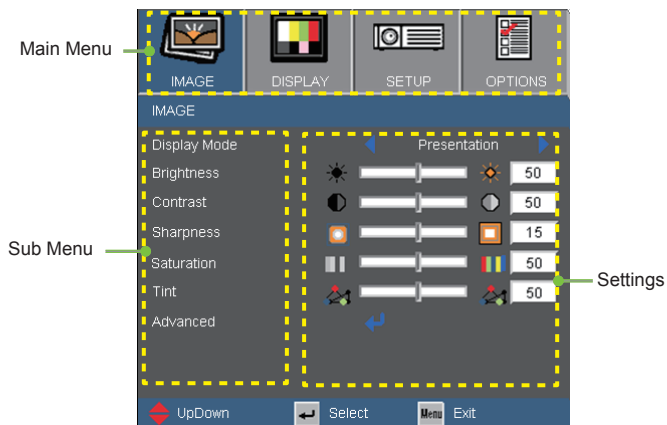 Main Menu
IMAGE DISPLAY SETUP OPTIONS
IMAGE
Display Mode Presentation
Brightness 50
Contrast 50
Sharpness 15
Sub Menu
Saturation 50
Settings
Tint 50
Advanced
UpDown Select Menu Exit